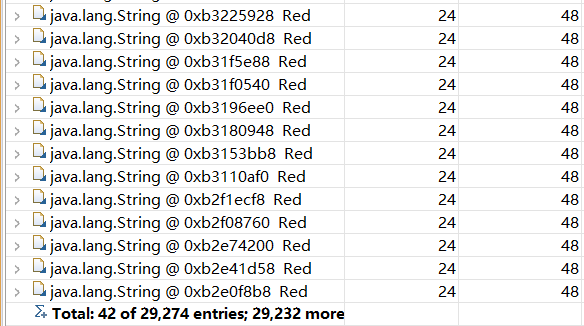 java.lang.String @ 0xb3225928 Red 24 48
java.lang.String @ 0xb32040d8 Red 24 48
java.lang.String @ 0xb31f5e88 Red 24 48
java.lang.String @ 0xb31f0540 Red 24 48
java.lang.String @ 0xb3196ee0 Red 24 48
java.lang.String @ 0xb3180948 Red 24 48
java.lang.String @ 0xb3153bb8 Red 24 48
java.lang.String @ 0xb3110af0 Red 24 48
java.lang.String @ 0xb2f1ecf8 Red 24 48
java.lang.String @ 0xb2f08760 Red 24 48
java.lang.String @ 0xb2e74200 Red 24 48
java.lang.String @ 0xb2e41d58 Red 24 48
java.lang.String @ 0xb2e0f8b8 Red 24 48
Total: 42 of 29,274 entries; 29,232 more